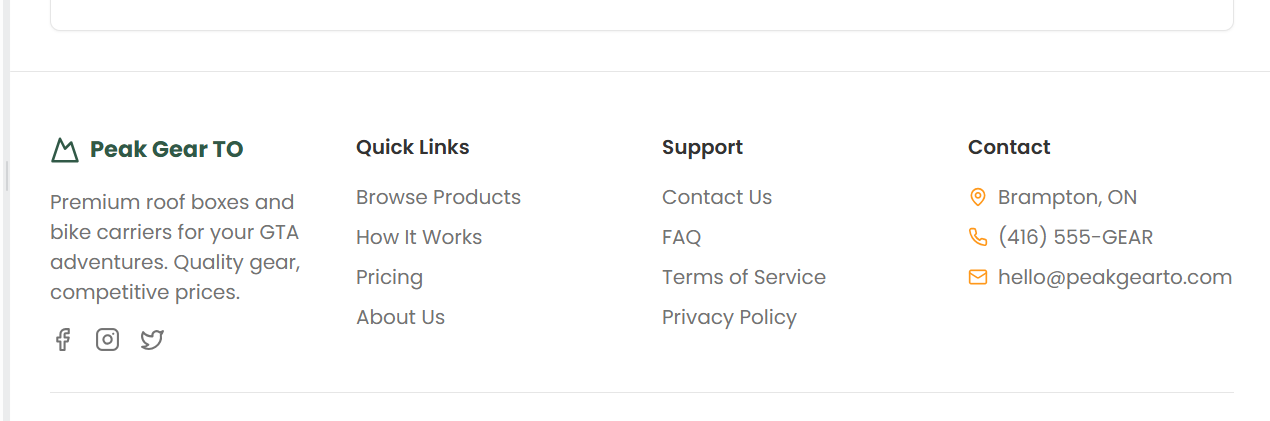 Peak Gear TO
Premium roof boxes and
bike carriers for your GTA
adventures. Quality gear,
competitive prices.
Quick Links
Browse Products
How It Works
Pricing
About Us
Support
Contact Us
FAQ
Terms of Service
Privacy Policy
Contact
Brampton, ON
(416) 555-GEAR
hello@peakgearto.com